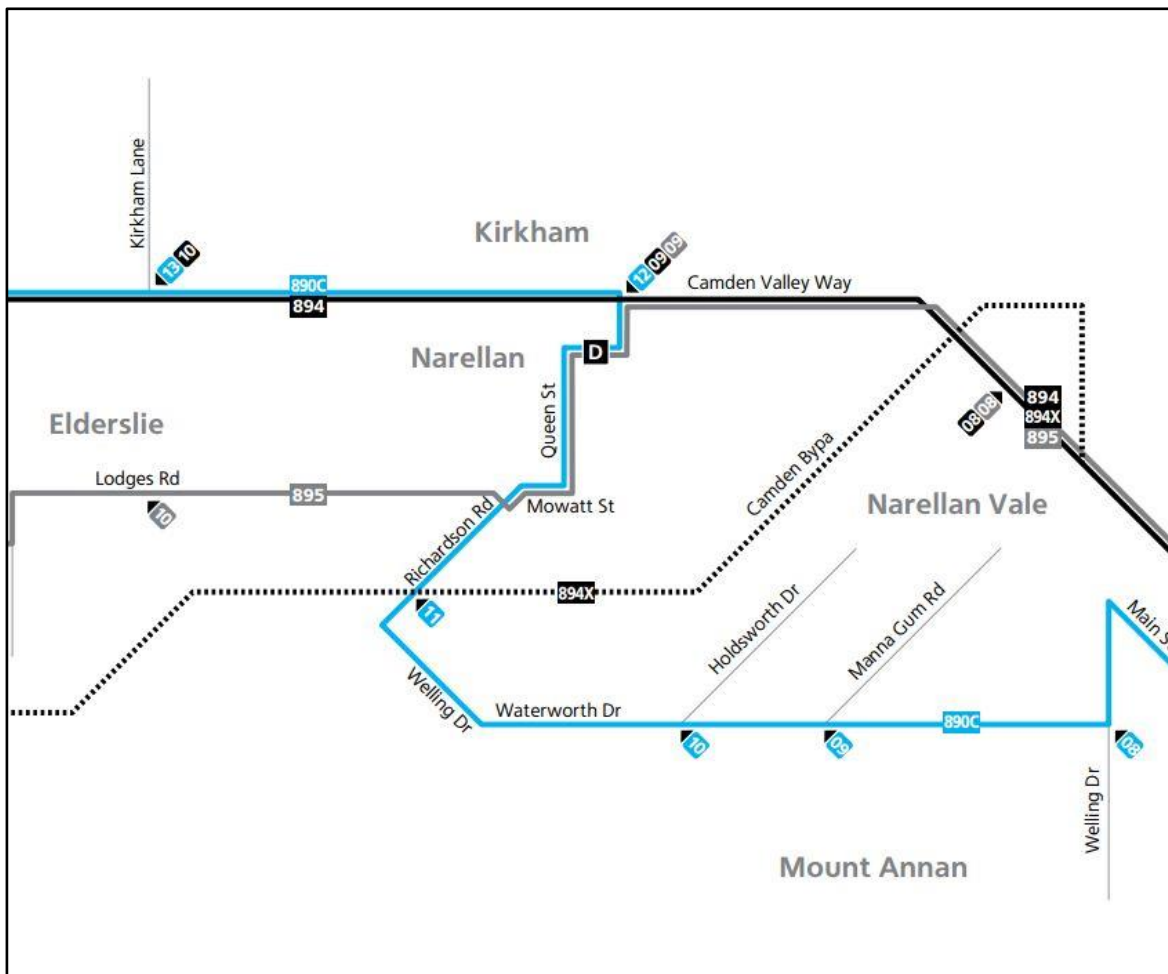 Kirkham Lane
Kirkham
13 10
12 09 09
890C
894
Camden Valley Way
Narellan
D
Elderslie
Queen St
08 08
894
894X
895
Lodges Rd
895
10
Mowatt St
Camden Bypa
Narellan Vale
Richardson Rd
894X
11
Holdsworth Dr
Manna Gum Rd
Main S
Welling Dr
Waterworth Dr
890C
10
09
08
Welling Dr
Mount Annan